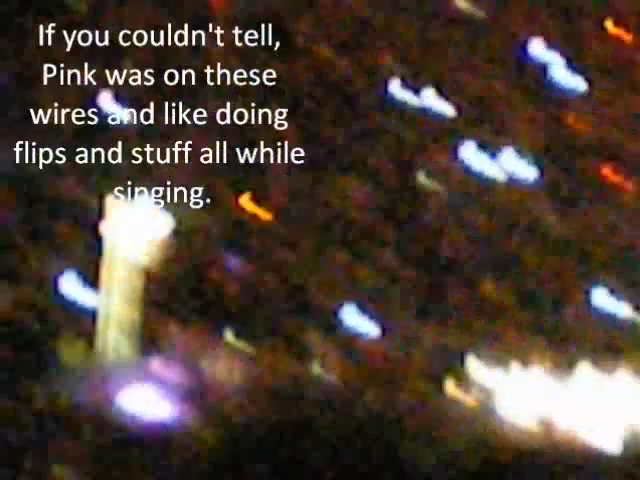 If you couldn't tell,
Pink was on these
wires and like doing
flips and stuff all while
singing.